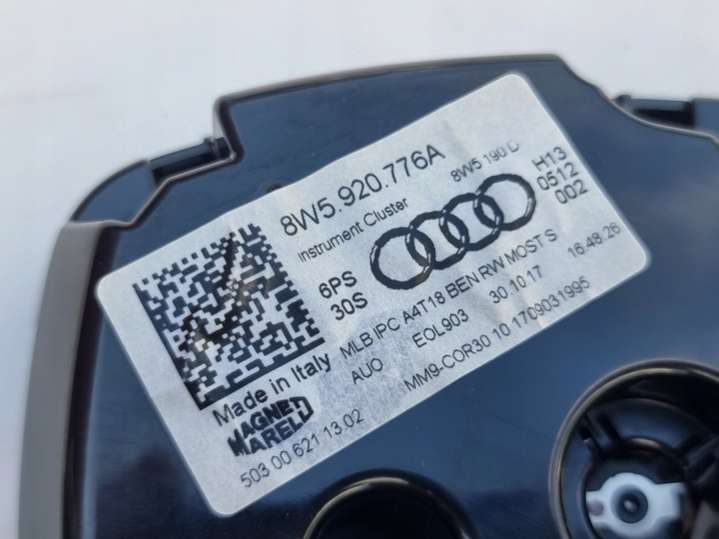 8W5.920.776A
Instrument Cluster
8W5 190 D
H13
0512
002
6PS
30S
MLB IPC A4T18 BEN RW MOST S
AUO EOL903 30.10.17 16.48.26
Made in Italy
MM9-COR30 10 1709031995
MAGNETI
MARELLI
503 00 621 13 02